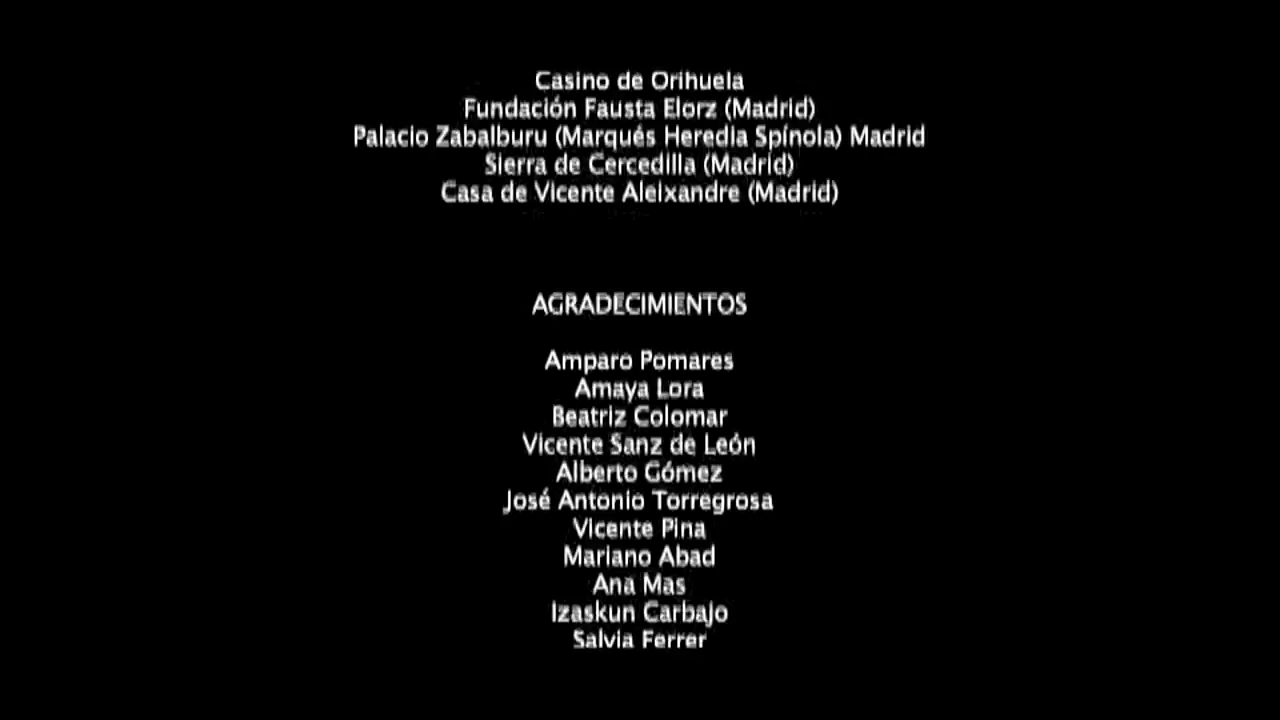 Casino de Orihuela
Fundación Fausta Elorz (Madrid)
Palacio Zabalburu (Marqués Heredia Spínola) Madrid
Sierra de Cercedilla (Madrid)
Casa de Vicente Aleixandre (Madrid)
AGRADECIMIENTOS
Amparo Pomares
Amaya Lora
Beatriz Colomar
Vicente Sanz de León
Alberto Gómez
José Antonio Torregrosa
Vicente Pina
Mariano Abad
Ana Mas
Izaskun Carbajo
Salvia Ferrer